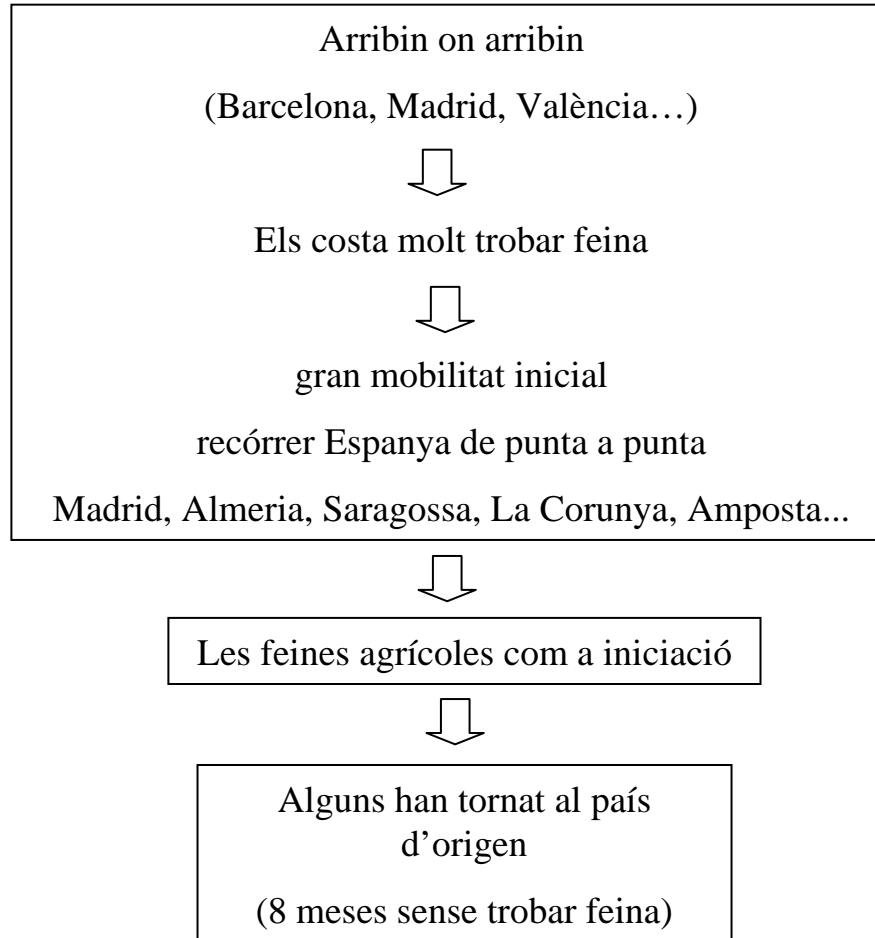 Arribin on arribin
(Barcelona, Madrid, València…)
Els costa molt trobar feina
gran mobilitat inicial
recórrer Espanya de punta a punta
Madrid, Almeria, Saragossa, La Corunya, Amposta...
Les feines agrícoles com a iniciació
Alguns han tornat al país
d’origen
(8 meses sense trobar feina)